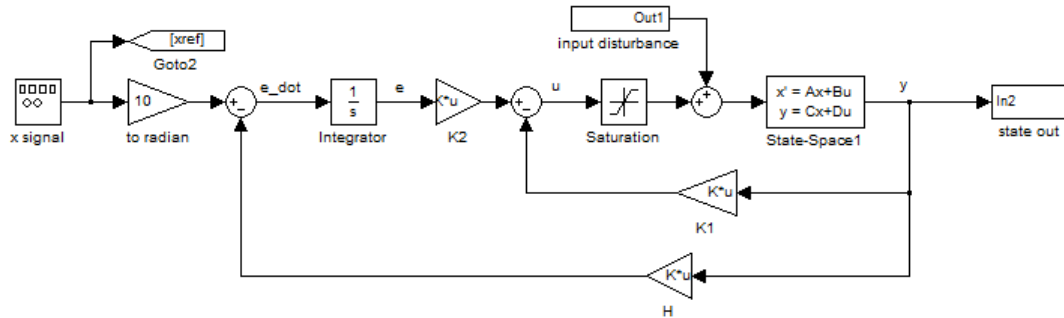 [xref]
Goto2
x signal
10
to radian
+
−
e_dot
1
s
Integrator
e
K*u
K2
+
−
u
Saturation
Out1
input disturbance
+
+
x' = Ax+Bu
y = Cx+Du
State-Space1
y
In2
state out
K*u
K1
K*u
H